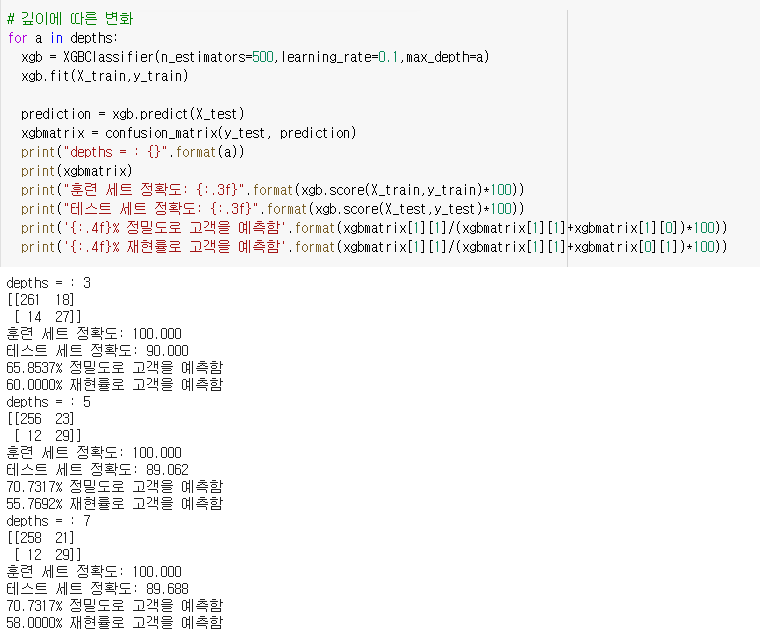 # 깊이에 따른 변화
for a in depths:
  xgb = XGBClassifier(n_estimators=500,learning_rate=0.1,max_depth=a)
  xgb.fit(X_train,y_train)
  prediction = xgb.predict(X_test)
  xgbmatrix = confusion_matrix(y_test, prediction)
  print("depths = : {}".format(a))
  print(xgbmatrix)
  print("훈련 세트 정확도: {:.3f}".format(xgb.score(X_train,y_train)*100))
  print("테스트 세트 정확도: {:.3f}".format(xgb.score(X_test,y_test)*100))
  print('{:.4f}% 정밀도로 고객을 예측함'.format(xgbmatrix[1][1]/(xgbmatrix[1][1]+xgbmatrix[1][0])*100))
  print('{:.4f}% 재현률로 고객을 예측함'.format(xgbmatrix[1][1]/(xgbmatrix[1][1]+xgbmatrix[0][1])*100))
depths = : 3
[[261  18]
 [ 14  27]]
훈련 세트 정확도: 100.000
테스트 세트 정확도: 90.000
65.8537% 정밀도로 고객을 예측함
60.0000% 재현률로 고객을 예측함
depths = : 5
[[256  23]
 [ 12  29]]
훈련 세트 정확도: 100.000
테스트 세트 정확도: 89.062
70.7317% 정밀도로 고객을 예측함
55.7692% 재현률로 고객을 예측함
depths = : 7
[[258  21]
 [ 12  29]]
훈련 세트 정확도: 100.000
테스트 세트 정확도: 89.688
70.7317% 정밀도로 고객을 예측함
58.0000% 재현률로 고객을 예측함